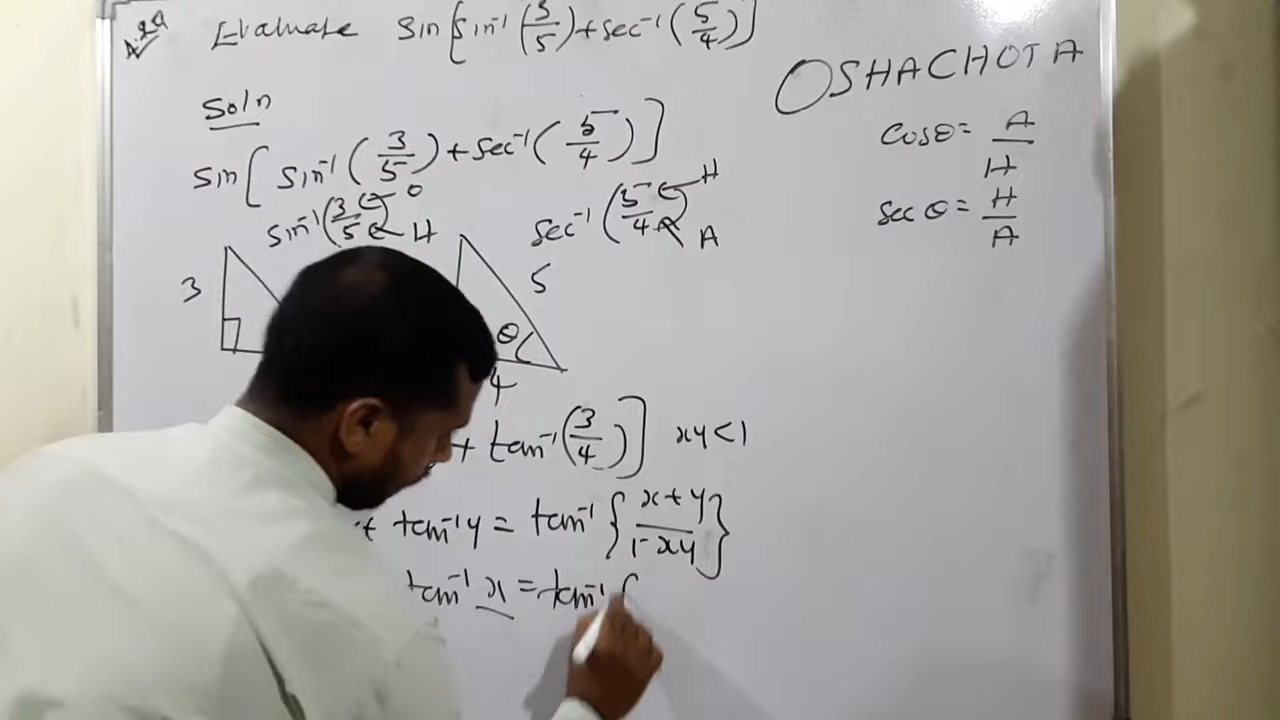 Q.29 Evaluate sin[sin⁻¹(3/5)+sec⁻¹(5/4)]
OSHACHOTA
Soln
sin[sin⁻¹(3/5)+sec⁻¹(5/4)]
cosθ= A/H
sin⁻¹(3/5) O H
sec⁻¹(5/4) H A
secθ= H/A
3
5
θ
4
+ tan⁻¹(3/4)] xy<1
tan⁻¹y = tan⁻¹{x+y/1-xy}
tan⁻¹ x = tan⁻¹{